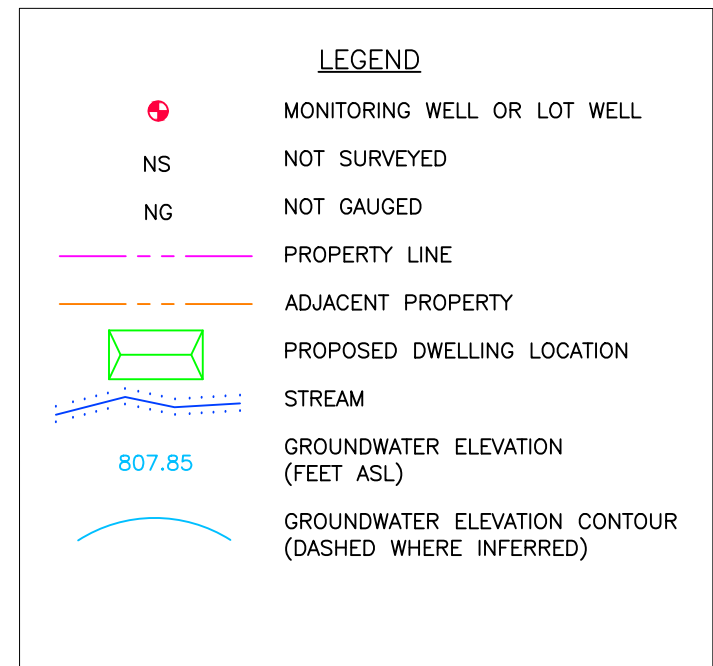 LEGEND
MONITORING WELL OR LOT WELL
NS NOT SURVEYED
NG NOT GAUGED
PROPERTY LINE
ADJACENT PROPERTY
PROPOSED DWELLING LOCATION
STREAM
807.85 GROUNDWATER ELEVATION
(FEET ASL)
GROUNDWATER ELEVATION CONTOUR
(DASHED WHERE INFERRED)